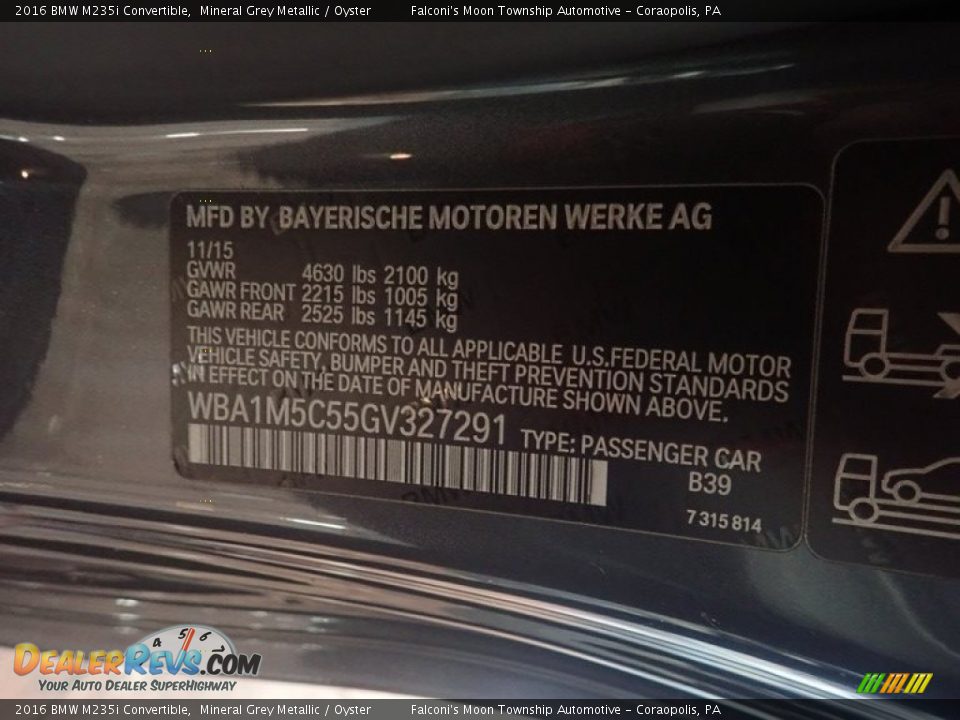 2016 BMW M235i Convertible,  Mineral Grey Metallic / Oyster    Falconi's Moon Township Automotive - Coraopolis, PA
MFD BY BAYERISCHE MOTOREN WERKE AG
11/15
GVWR 4630 lbs 2100 kg
GAWR FRONT 2215 lbs 1005 kg
GAWR REAR 2525 lbs 1145 kg
THIS VEHICLE CONFORMS TO ALL APPLICABLE U.S.FEDERAL MOTOR
VEHICLE SAFETY, BUMPER AND THEFT PREVENTION STANDARDS
IN EFFECT ON THE DATE OF MANUFACTURE SHOWN ABOVE.
WBA1M5C55GV327291 TYPE: PASSENGER CAR
B39
7 315 814
4 5 6
DEALERREVS.COM
YOUR AUTO DEALER SUPERHIGHWAY
2016 BMW M235i Convertible,  Mineral Grey Metallic / Oyster    Falconi's Moon Township Automotive - Coraopolis, PA